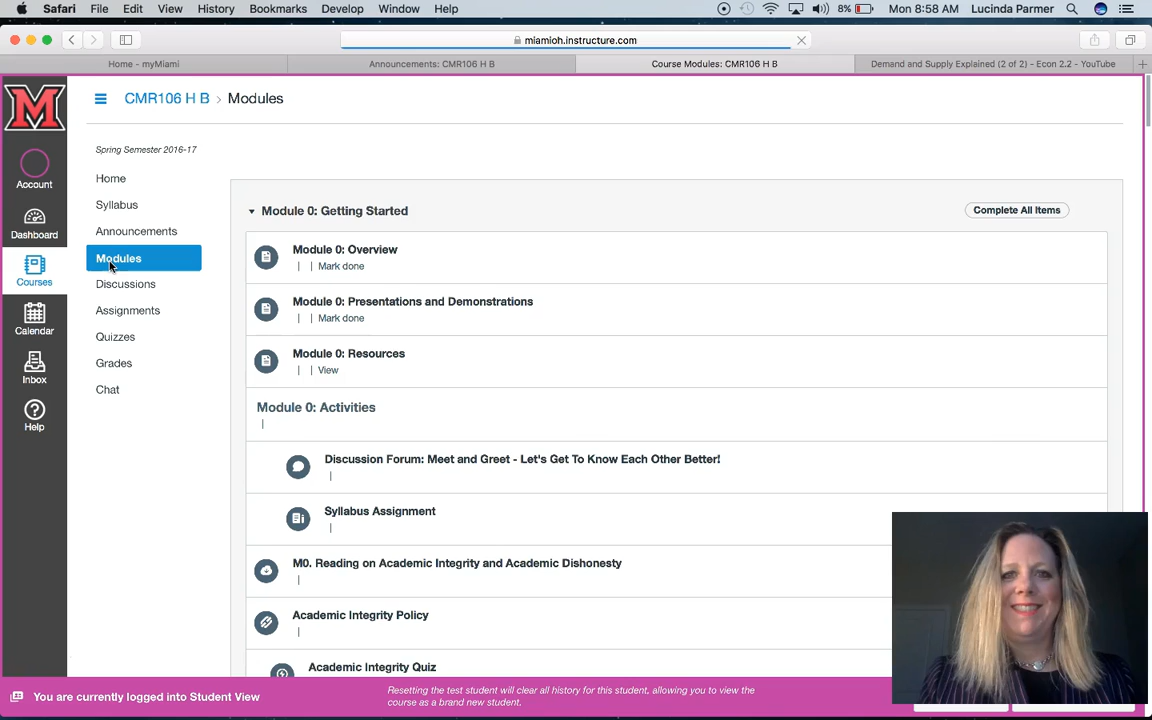 Safari File Edit View History Bookmarks Develop Window Help 8% Mon 8:58 AM Lucinda Parmer
miamioh.instructure.com
Home - myMiami Announcements: CMR106 H B Course Modules: CMR106 H B Demand and Supply Explained (2 of 2) - Econ 2.2 - YouTube
M
CMR106 H B > Modules
Spring Semester 2016-17
Account
Dashboard
Courses
Calendar
Inbox
Help
Home
Syllabus
Announcements
Modules
Discussions
Assignments
Quizzes
Grades
Chat
Module 0: Getting Started Complete All Items
Module 0: Overview
| | Mark done
Module 0: Presentations and Demonstrations
| | Mark done
Module 0: Resources
| | View
Module 0: Activities
|
Discussion Forum: Meet and Greet - Let's Get To Know Each Other Better!
|
Syllabus Assignment
|
M0. Reading on Academic Integrity and Academic Dishonesty
|
Academic Integrity Policy
|
Academic Integrity Quiz
You are currently logged into Student View
Resetting the test student will clear all history for this student, allowing you to view the
course as a brand new student.